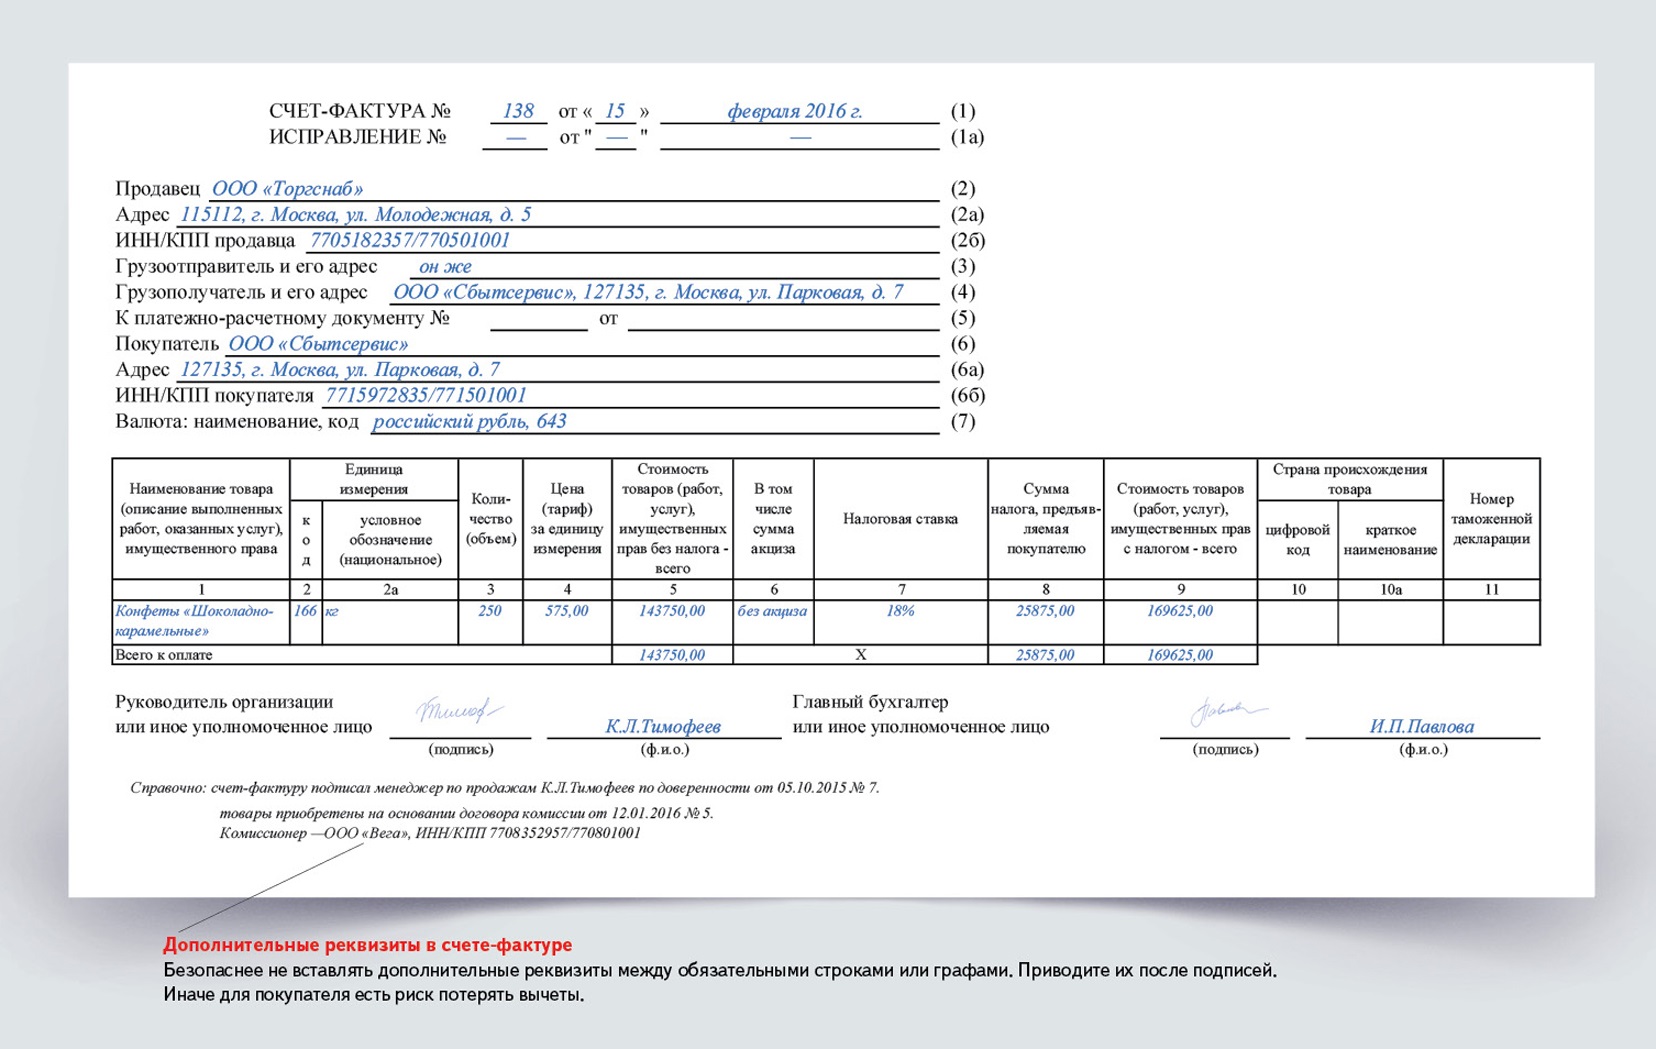 СЧЕТ-ФАКТУРА № 138 от « 15 » февраля 2016 г. (1)
ИСПРАВЛЕНИЕ № — от " — " — (1а)
Продавец ООО «Торгснаб» (2)
Адрес 115112, г. Москва, ул. Молодежная, д. 5 (2а)
ИНН/КПП продавца 7705182357/770501001 (2б)
Грузоотправитель и его адрес он же (3)
Грузополучатель и его адрес ООО «Сбытсервис», 127135, г. Москва, ул. Парковая, д. 7 (4)
К платежно-расчетному документу № от (5)
Покупатель ООО «Сбытсервис» (6)
Адрес 127135, г. Москва, ул. Парковая, д. 7 (6а)
ИНН/КПП покупателя 7715972835/771501001 (6б)
Валюта: наименование, код российский рубль, 643 (7)
Наименование товара
(описание выполненных
работ, оказанных услуг),
имущественного права
Единица
измерения
к
о
д
условное
обозначение
(национальное)
Коли-
чество
(объем)
Цена
(тариф)
за единицу
измерения
Стоимость
товаров (работ,
услуг),
имущественных
прав без налога -
всего
В том
числе
сумма
акциза
Налоговая ставка
Сумма
налога, предъяв-
ляемая
покупателю
Стоимость товаров
(работ, услуг),
имущественных прав
с налогом - всего
Страна происхождения
товара
цифровой
код
краткое
наименование
Номер
таможенной
декларации
1 2 2а 3 4 5 6 7 8 9 10 10а 11
Конфеты «Шоколадно- 166 кг 250 575,00 143750,00 без акциза 18% 25875,00 169625,00
карамельные»
Всего к оплате 143750,00 X 25875,00 169625,00
Руководитель организации
или иное уполномоченное лицо К.Л.Тимофеев
(подпись) (ф.и.о.)
Главный бухгалтер
или иное уполномоченное лицо И.П.Павлова
(подпись) (ф.и.о.)
Справочно: счет-фактуру подписал менеджер по продажам К.Л.Тимофеев по доверенности от 05.10.2015 № 7.
товары приобретены на основании договора комиссии от 12.01.2016 № 5.
Комиссионер —ООО «Вега», ИНН/КПП 7708352957/770801001
Дополнительные реквизиты в счете-фактуре
Безопаснее не вставлять дополнительные реквизиты между обязательными строками или графами. Приводите их после подписей.
Иначе для покупателя есть риск потерять вычеты.